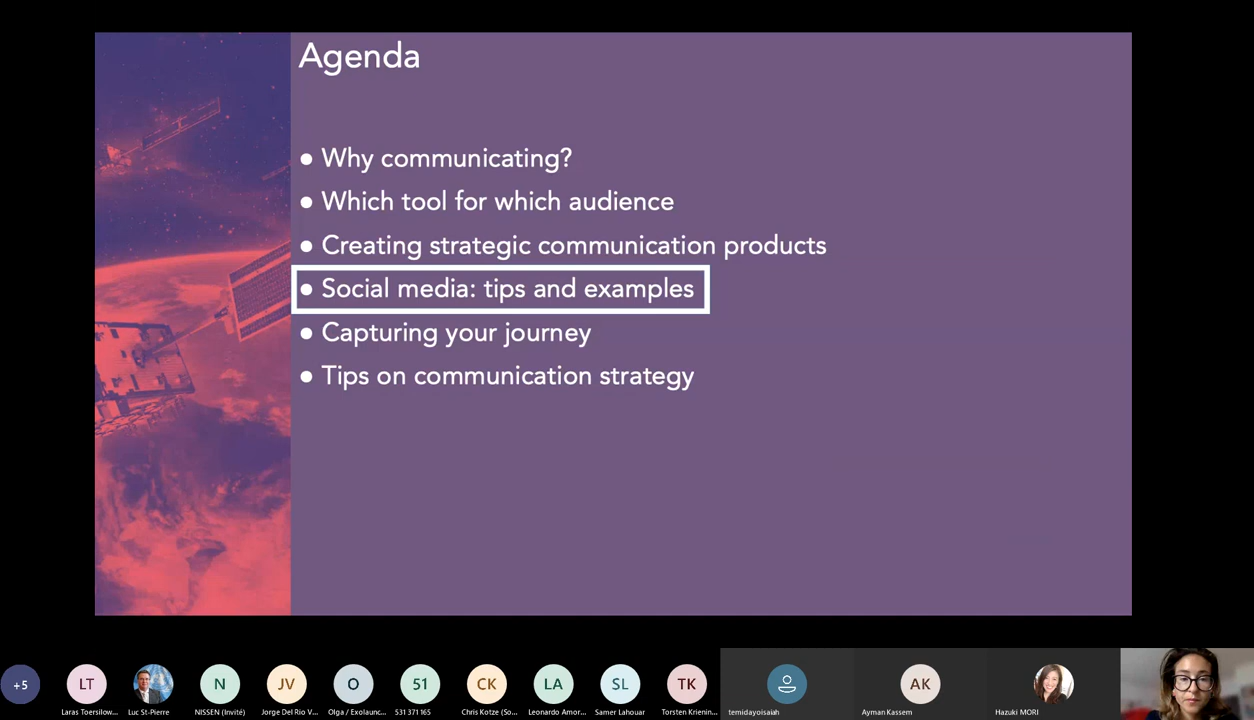 Agenda
● Why communicating?
● Which tool for which audience
● Creating strategic communication products
● Social media: tips and examples
● Capturing your journey
● Tips on communication strategy
+5
LT
N
JV
O
51
CK
LA
SL
TK
AK
Laras Toersilow...
Luc St-Pierre
NISSEN (Invité)
Jorge Del Rio V...
Olga / Exolaunc...
531 371 165
Chris Kotze (So...
Leonardo Amor...
Samer Lahouar
Torsten Krienin...
temidayoisaiah
Ayman Kassem
Hazuki MORI